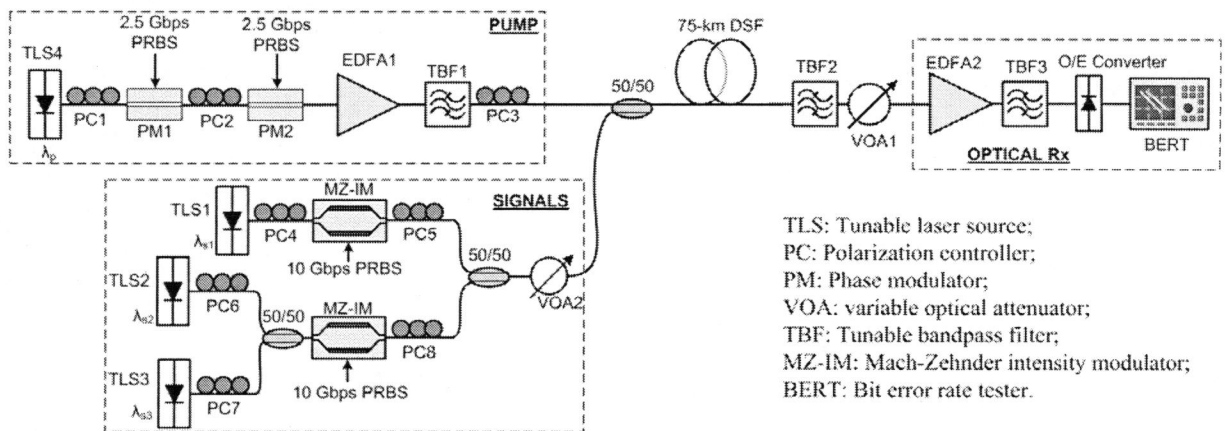 PUMP
2.5 Gbps
PRBS
2.5 Gbps
PRBS
TLS4
PC1
PM1
PC2
PM2
EDFA1
TBF1
PC3
λp
50/50
75-km DSF
TBF2
VOA1
EDFA2
TBF3
O/E Converter
BERT
OPTICAL Rx
SIGNALS
TLS1
λs1
PC4
MZ-IM
PC5
10 Gbps PRBS
TLS2
λs2
PC6
50/50
MZ-IM
PC8
50/50
VOA2
10 Gbps PRBS
TLS3
λs3
PC7
TLS: Tunable laser source;
PC: Polarization controller;
PM: Phase modulator;
VOA: variable optical attenuator;
TBF: Tunable bandpass filter;
MZ-IM: Mach-Zehnder intensity modulator;
BERT: Bit error rate tester.